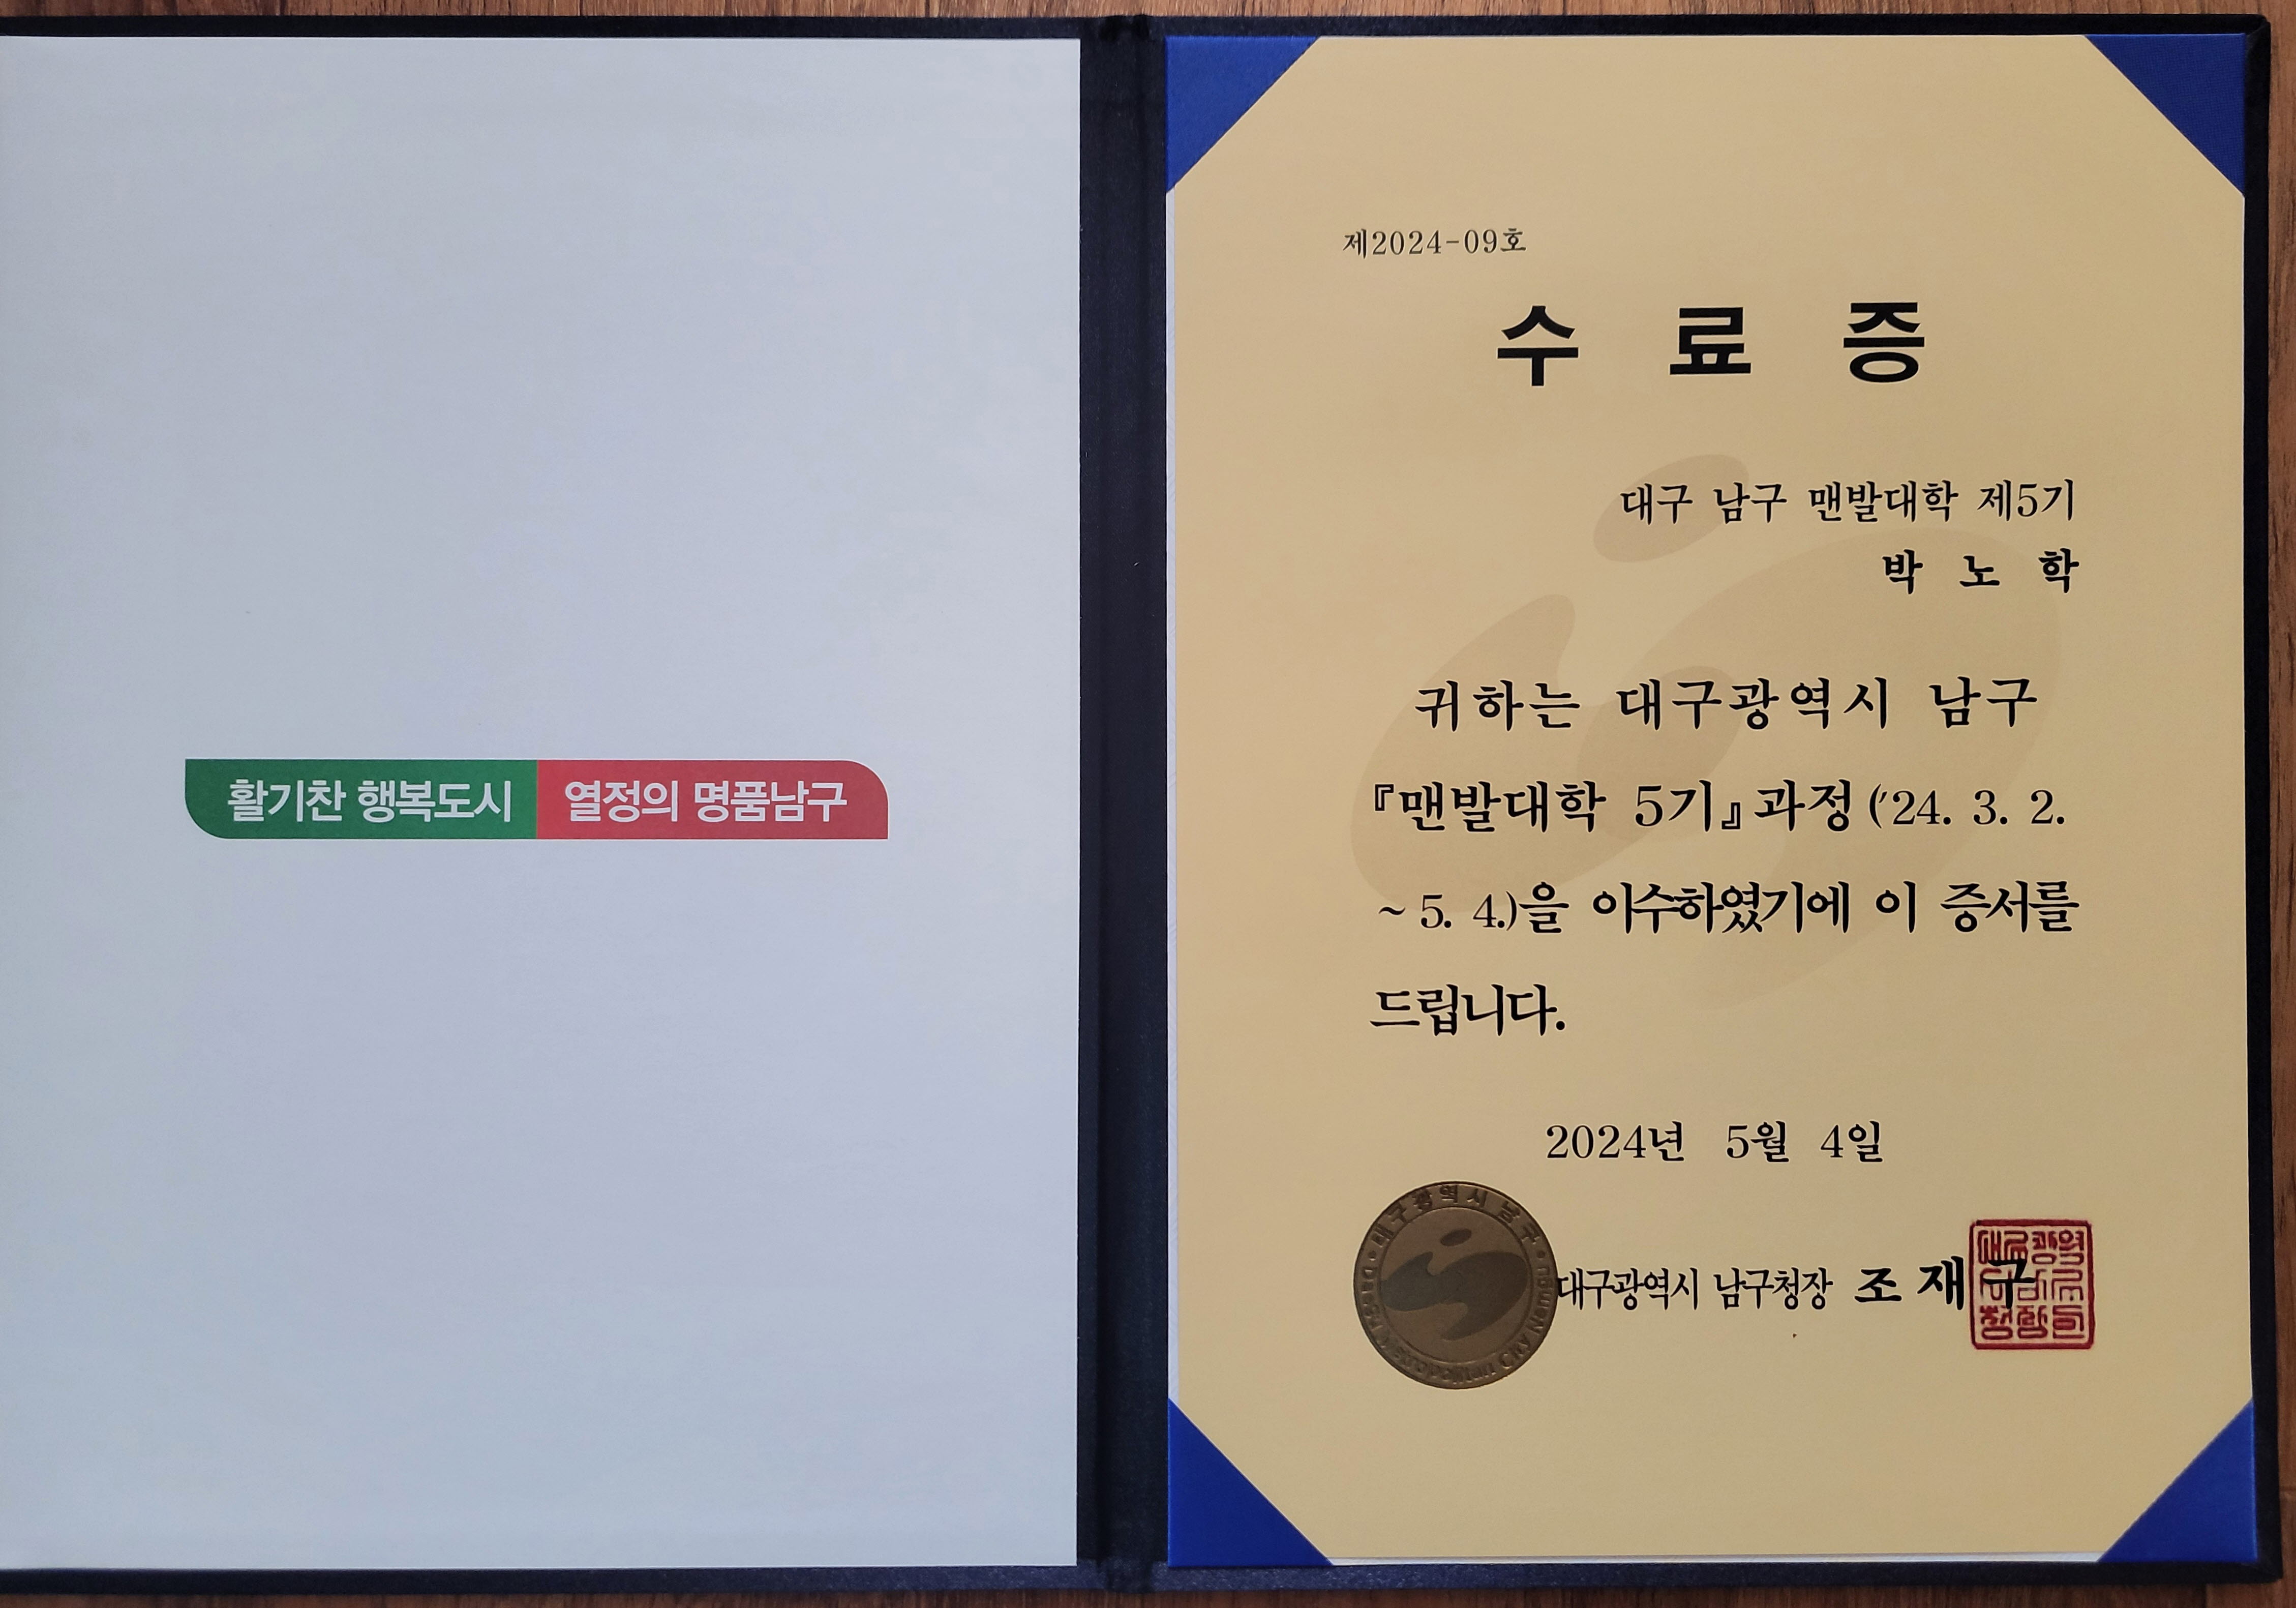 활기찬 행복도시 열정의 명품남구
제2024-09호
수 료 증
대구 남구 맨발대학 제5기
박 노 학
귀하는 대구광역시 남구
『맨발대학 5기』과정('24. 3. 2.
~ 5. 4.)을 이수하였기에 이 증서를
드립니다.
2024년 5월 4일
대구광역시 남구청장 조 재 구
대구광역시 남구